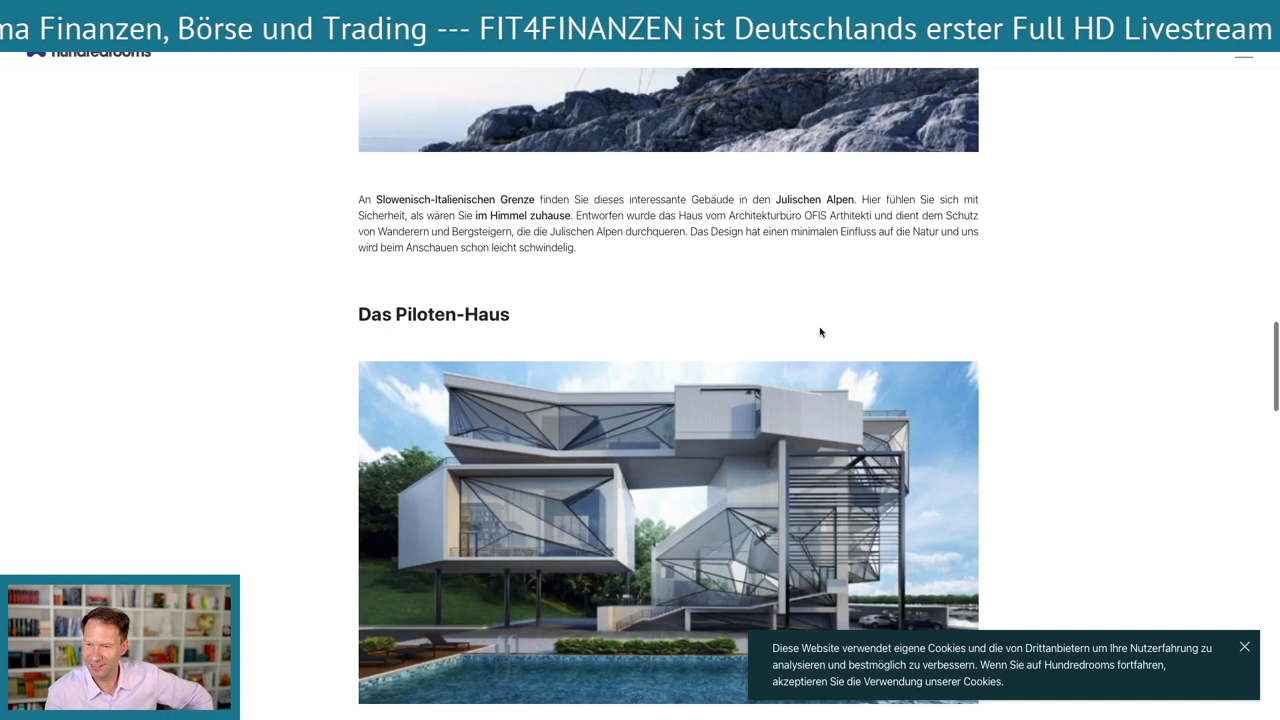 ma Finanzen, Börse und Trading --- FIT4FINANZEN ist Deutschlands erster Full HD Livestream
hundredrooms
An Slowenisch-Italienischen Grenze finden Sie dieses interessante Gebäude in den Julischen Alpen. Hier fühlen Sie sich mit
Sicherheit, als wären Sie im Himmel zuhause. Entworfen wurde das Haus vom Architekturbüro OFIS Arthitekti und dient dem Schutz
von Wanderern und Bergsteigern, die die Julischen Alpen durchqueren. Das Design hat einen minimalen Einfluss auf die Natur und uns
wird beim Anschauen schon leicht schwindelig.
Das Piloten-Haus
Diese Website verwendet eigene Cookies und die von Drittanbietern um Ihre Nutzerfahrung zu
analysieren und bestmöglich zu verbessern. Wenn Sie auf Hundredrooms fortfahren,
akzeptieren Sie die Verwendung unserer Cookies.